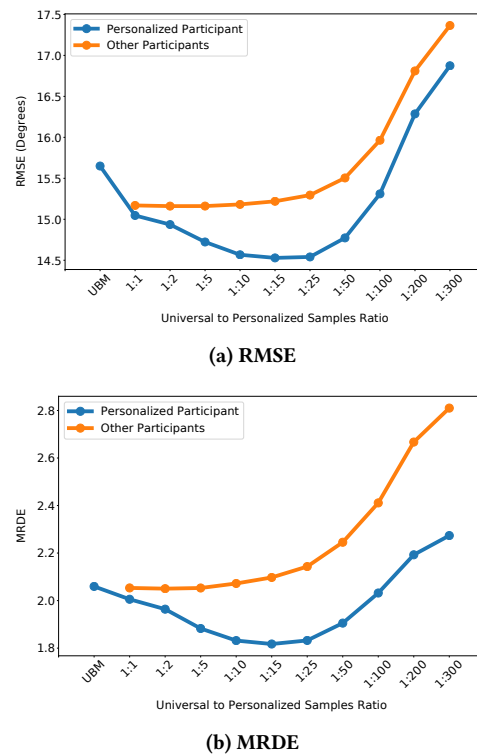 17.5
17.0
16.5
16.0
15.5
15.0
14.5
RMSE (Degrees)
Personalized Participant
Other Participants
UBM 1:1 1:2 1:5 1:10 1:15 1:25 1:50 1:100 1:200 1:300
Universal to Personalized Samples Ratio
(a) RMSE
2.8
2.6
2.4
2.2
2.0
1.8
MRDE
Personalized Participant
Other Participants
UBM 1:1 1:2 1:5 1:10 1:15 1:25 1:50 1:100 1:200 1:300
Universal to Personalized Samples Ratio
(b) MRDE